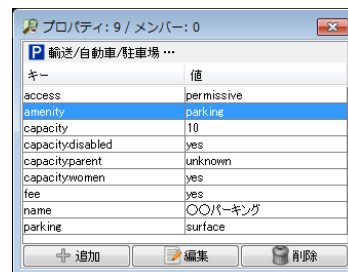 プロパティ: 9 / メンバー: 0
P 輸送/自動車/駐車場 …
キー 値
access permissive
amenity parking
capacity 10
capacity:disabled yes
capacity:parent unknown
capacity:women yes
fee yes
name 〇〇パーキング
parking surface
追加 編集 削除